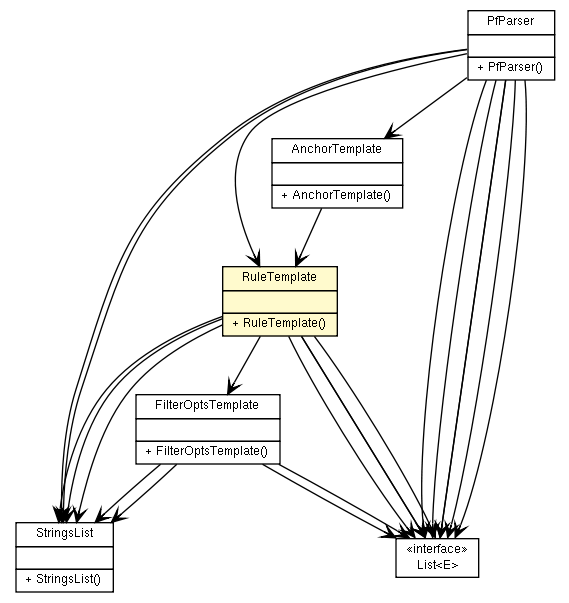 PfParser
+ PfParser()
AnchorTemplate
+ AnchorTemplate()
RuleTemplate
+ RuleTemplate()
FilterOptsTemplate
+ FilterOptsTemplate()
StringsList
+ StringsList()
«interface»
List<E>